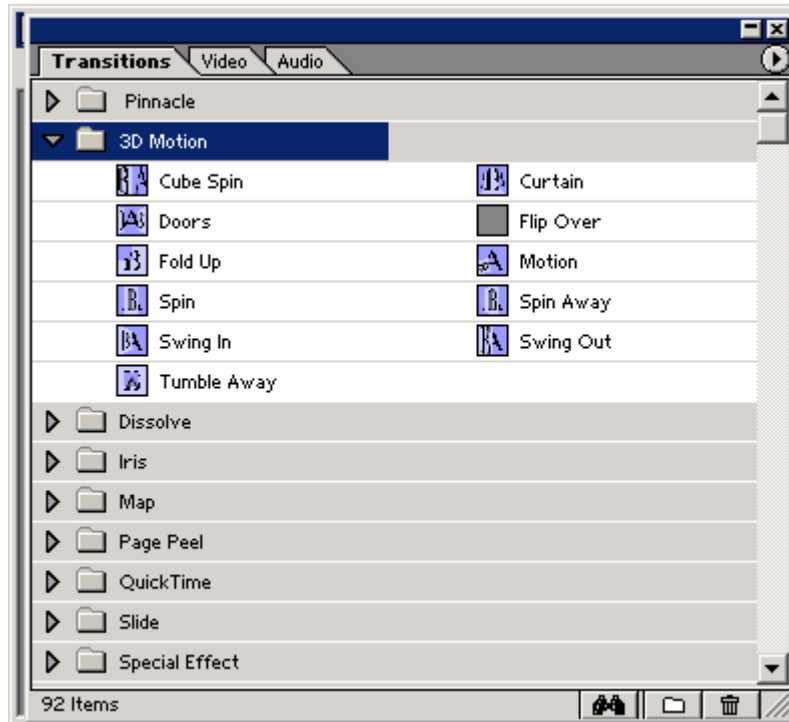 Transitions Video Audio
Pinnacle
3D Motion
Cube Spin Curtain
Doors Flip Over
Fold Up Motion
Spin Spin Away
Swing In Swing Out
Tumble Away
Dissolve
Iris
Map
Page Peel
QuickTime
Slide
Special Effect
92 Items